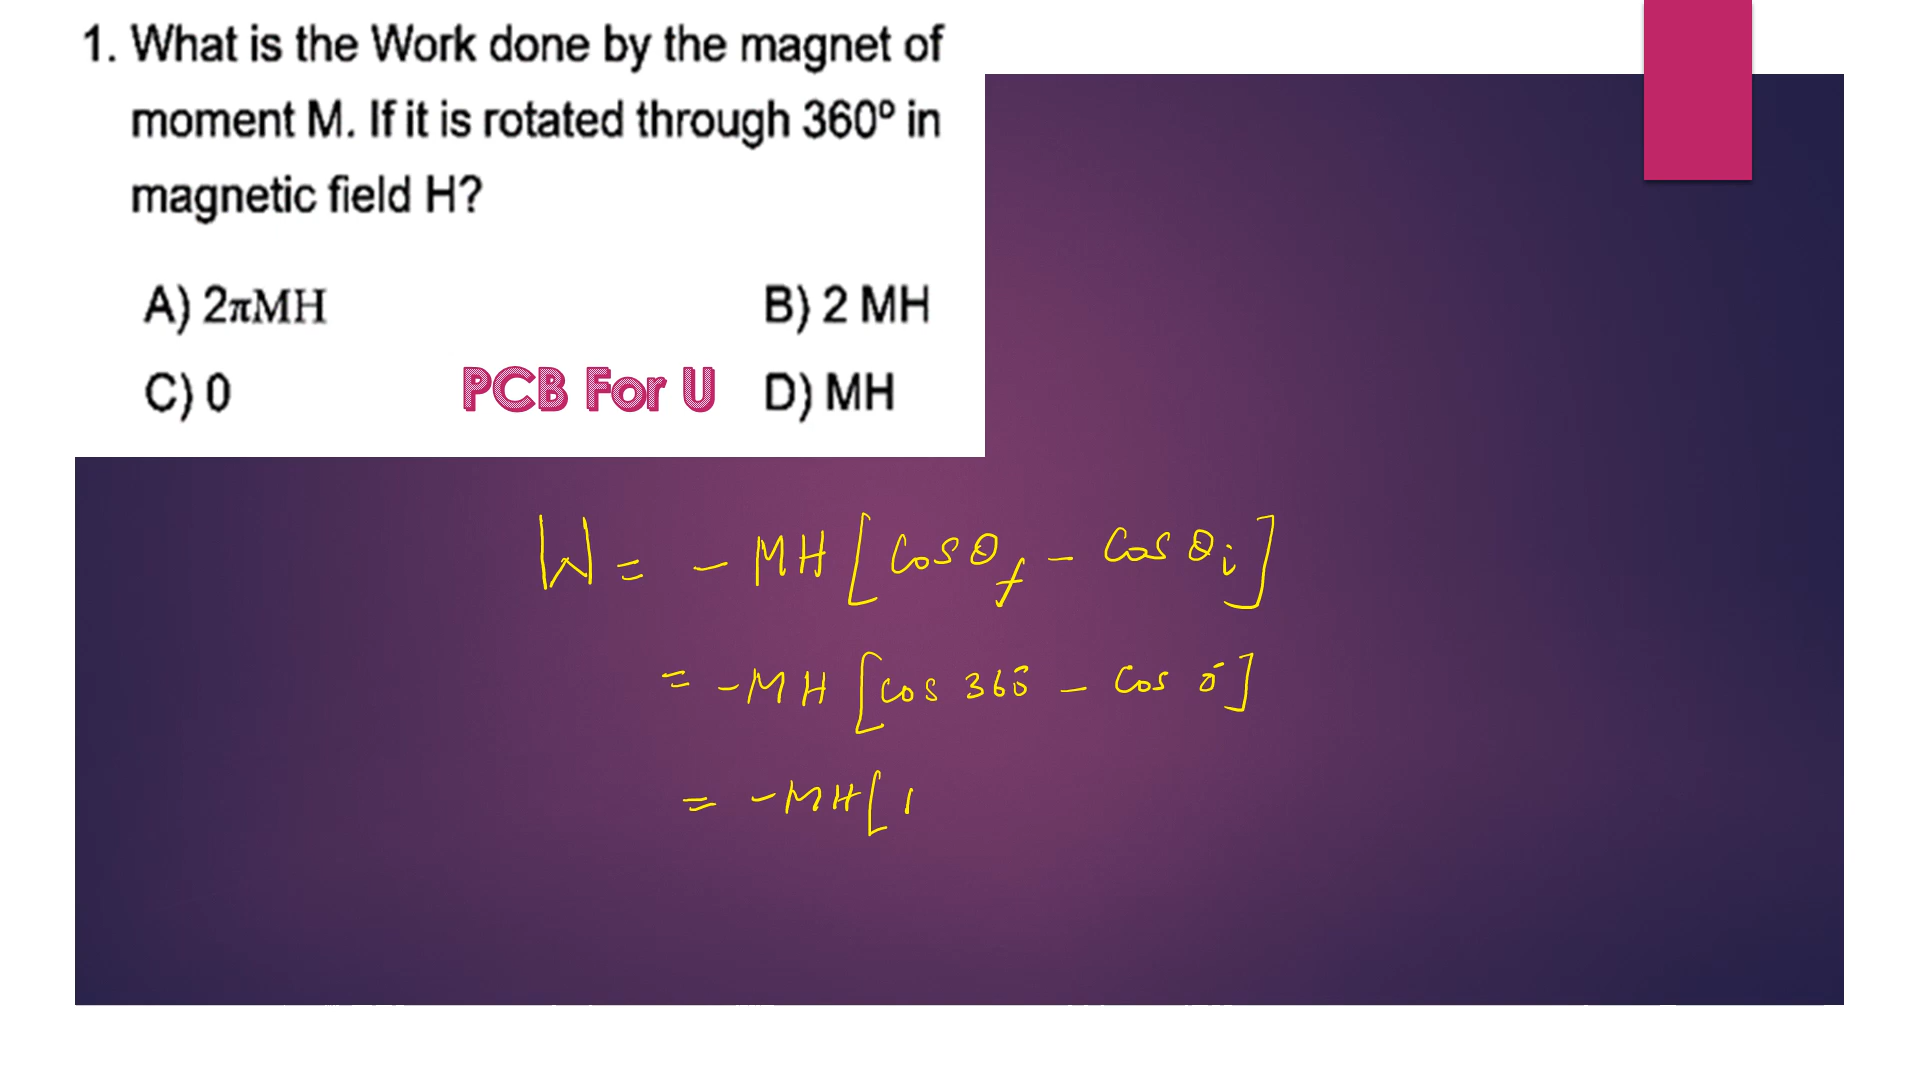 1. What is the Work done by the magnet of
moment M. If it is rotated through 360º in
magnetic field H?
A) 2πMH B) 2 MH
C) 0 PCB For U D) MH
W = - MH [Cos θf - Cos θi]
= -MH [Cos 360° - Cos 0°]
= -MH[1